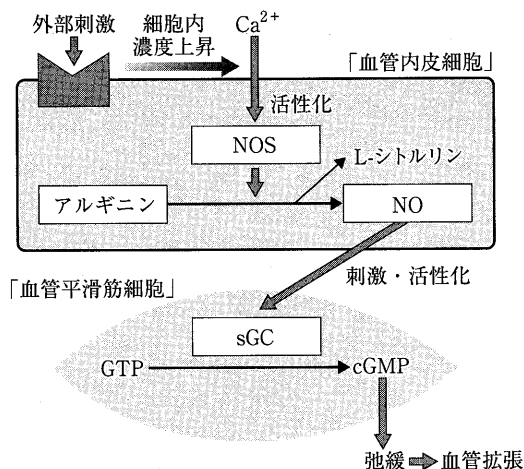 外部刺激
細胞内
濃度上昇
Ca²⁺
「血管内皮細胞」
活性化
NOS
L-シトルリン
アルギニン
NO
刺激・活性化
「血管平滑筋細胞」
sGC
GTP
cGMP
弛緩
血管拡張